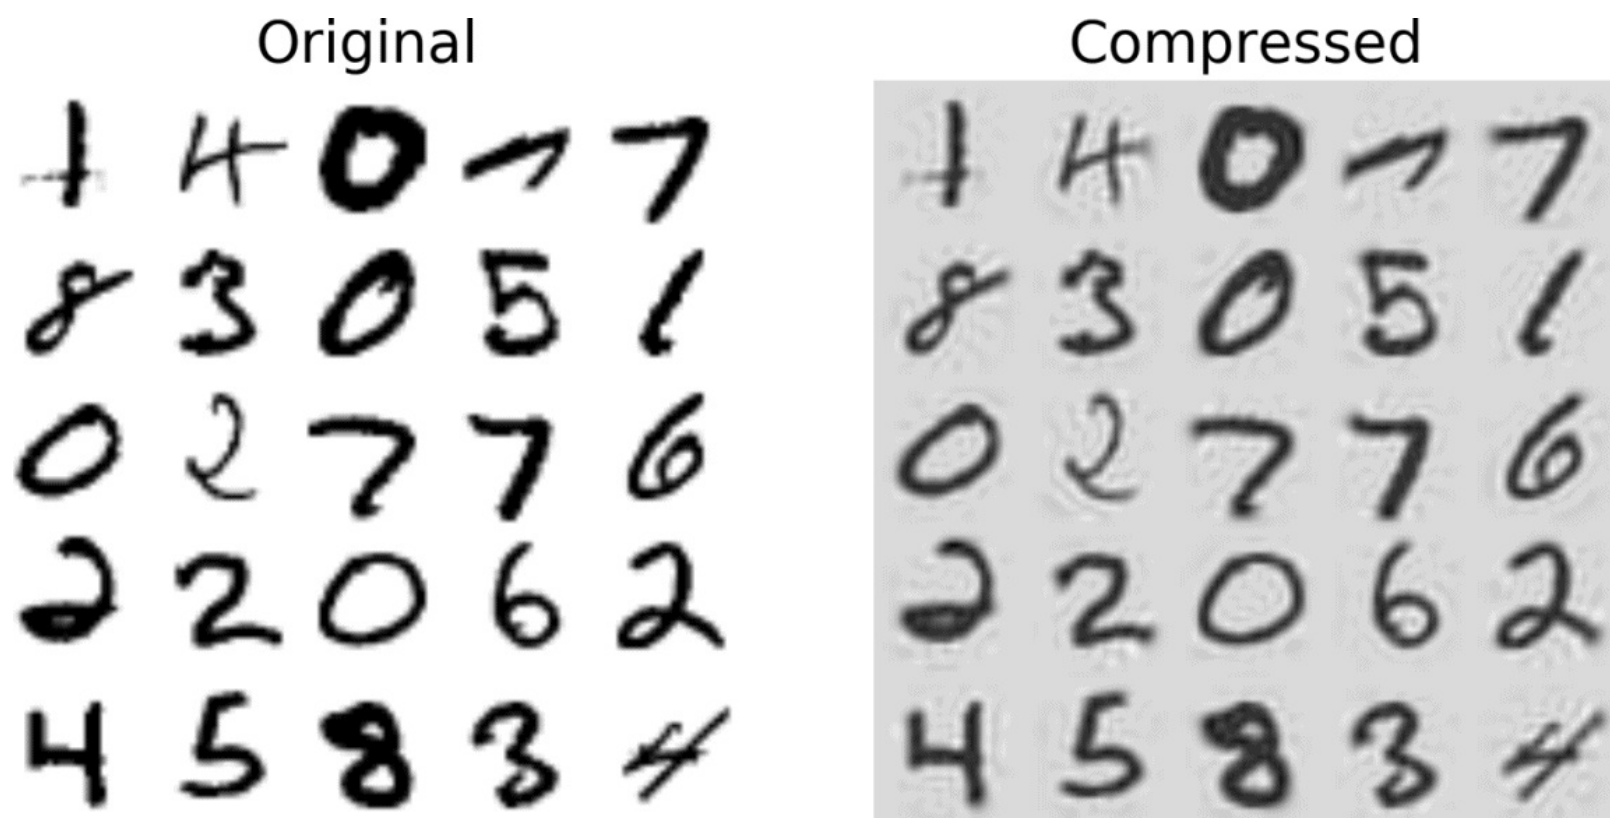 Original Compressed
1 4 0 7 7 1 4 0 7 7
8 3 0 5 1 8 3 0 5 1
0 2 7 7 6 0 2 7 7 6
2 2 0 6 2 2 2 0 6 2
4 5 8 3 4 4 5 8 3 4